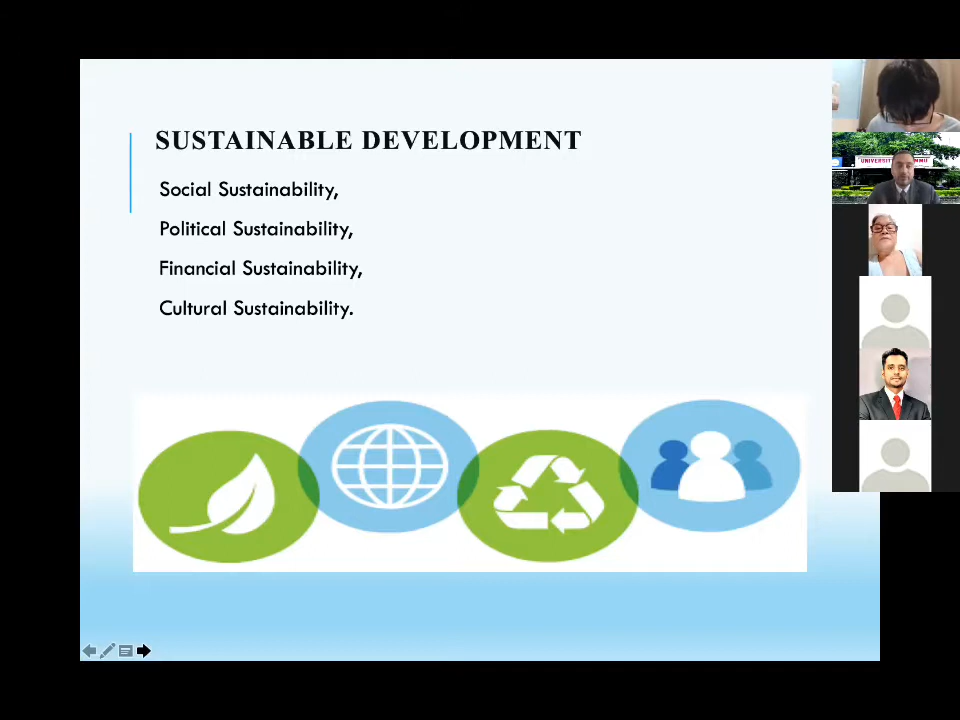 SUSTAINABLE DEVELOPMENT
Social Sustainability,
Political Sustainability,
Financial Sustainability,
Cultural Sustainability.